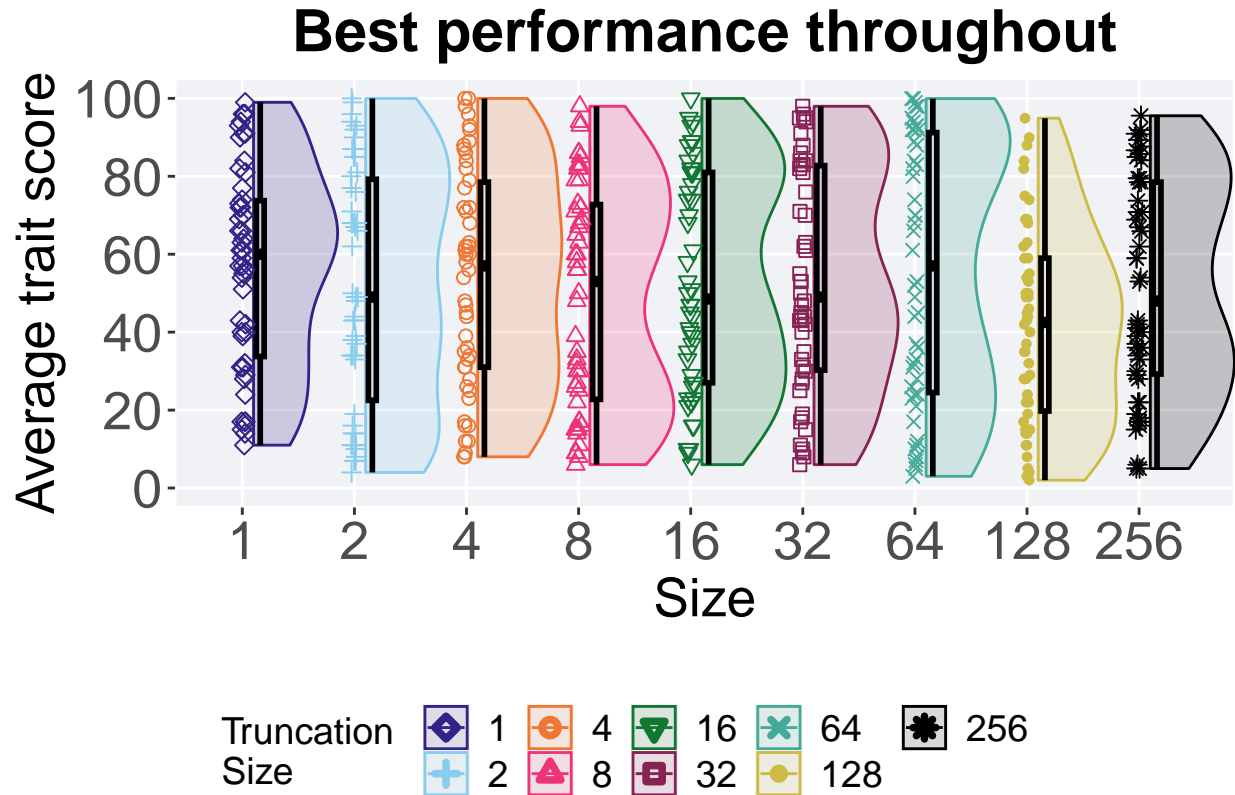 Best performance throughout
Average trait score
100
80
60
40
20
0
1 2 4 8 16 32 64 128 256
Size
Truncation
Size
1 4 16 64 256
2 8 32 128